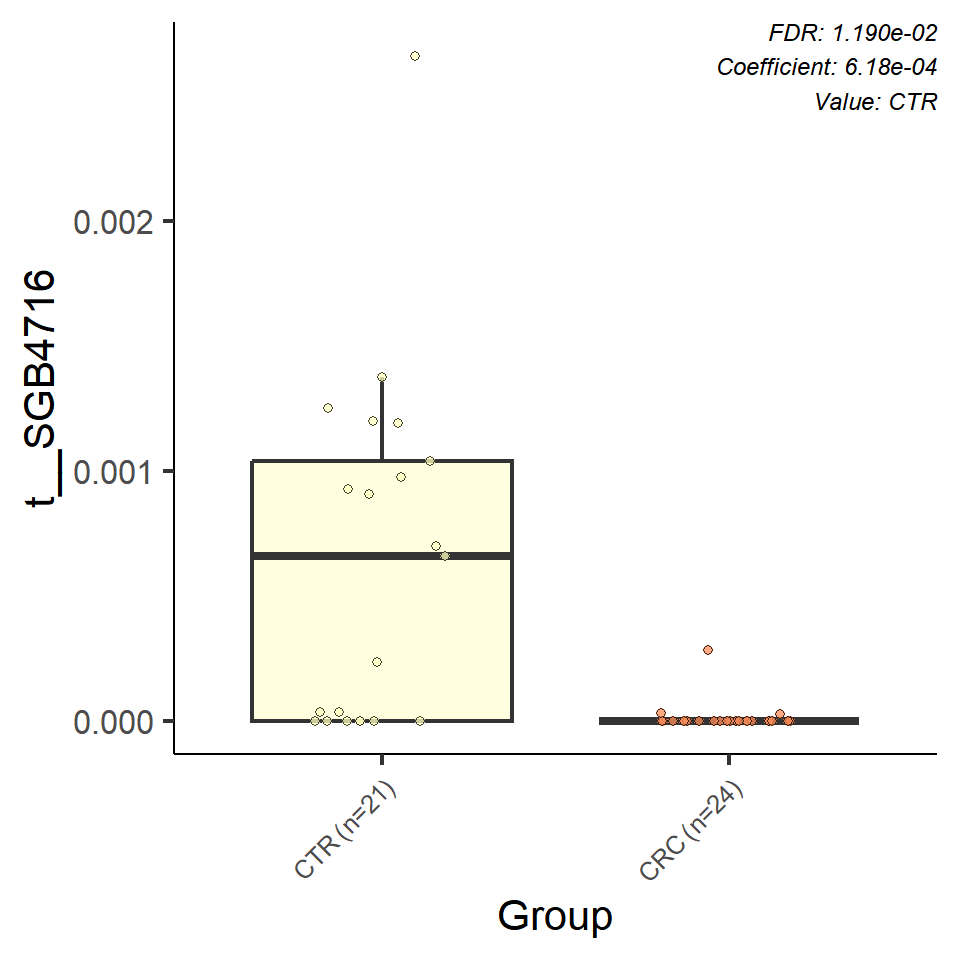 FDR: 1.190e-02
Coefficient: 6.18e-04
Value: CTR
0.002
0.001
0.000
t__SGB4716
CTR (n=21)
CRC (n=24)
Group